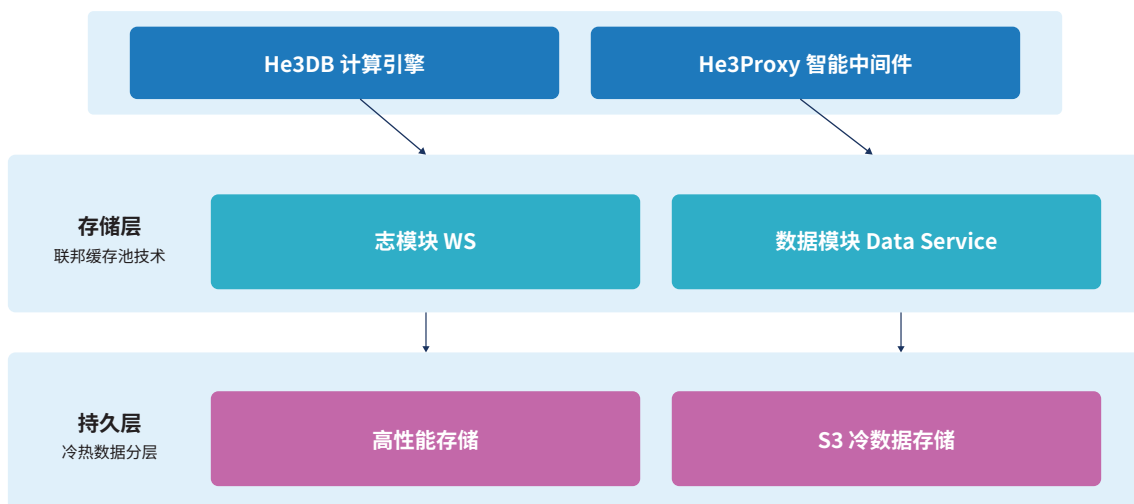 He3DB 计算引擎
He3Proxy 智能中间件
存储层
联邦缓存池技术
志模块 WS
数据模块 Data Service
持久层
冷热数据分层
高性能存储
S3 冷数据存储